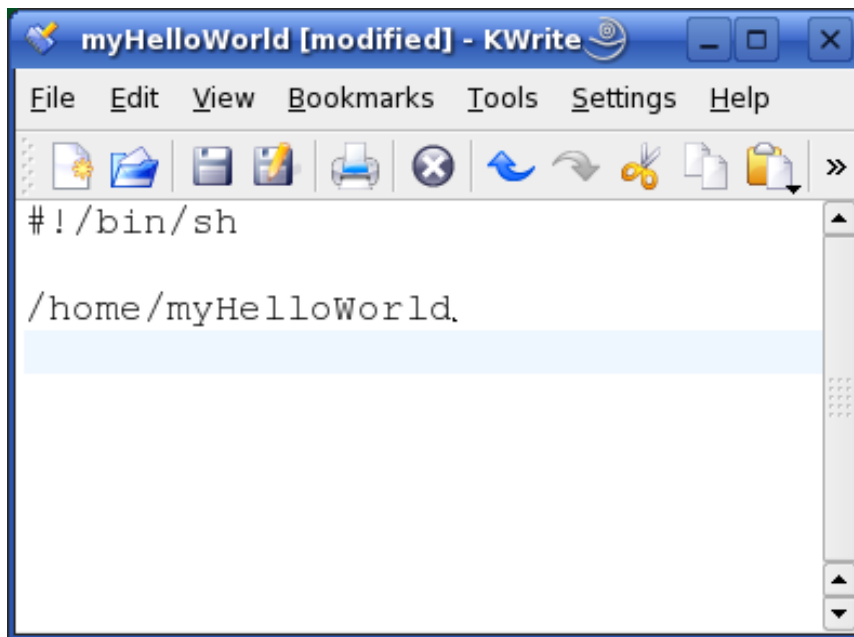 myHelloWorld [modified] - KWrite
File Edit View Bookmarks Tools Settings Help
#!/bin/sh
/home/myHelloWorld.